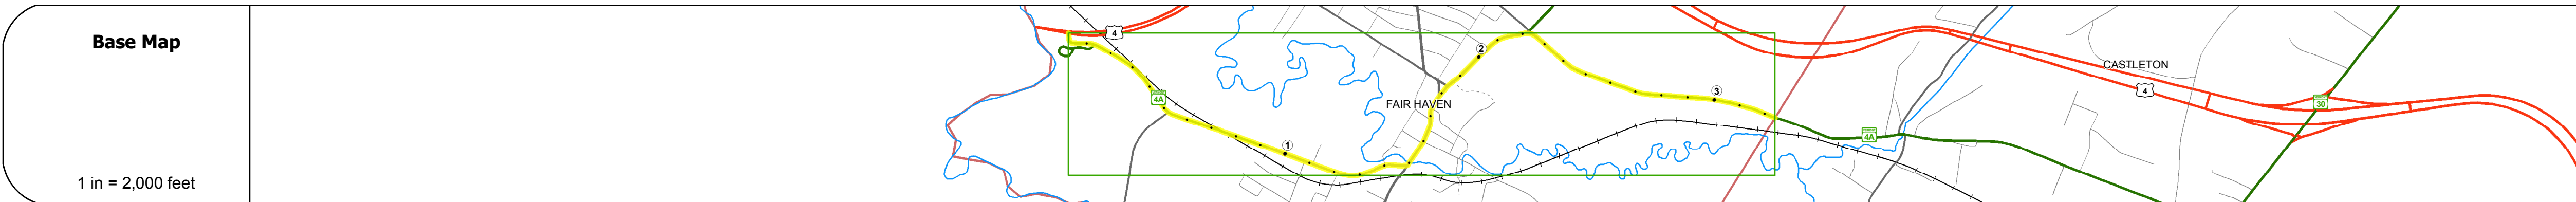 Base Map
1 in = 2,000 feet
4
4A
1
2
FAIR HAVEN
3
4A
CASTLETON
4
30